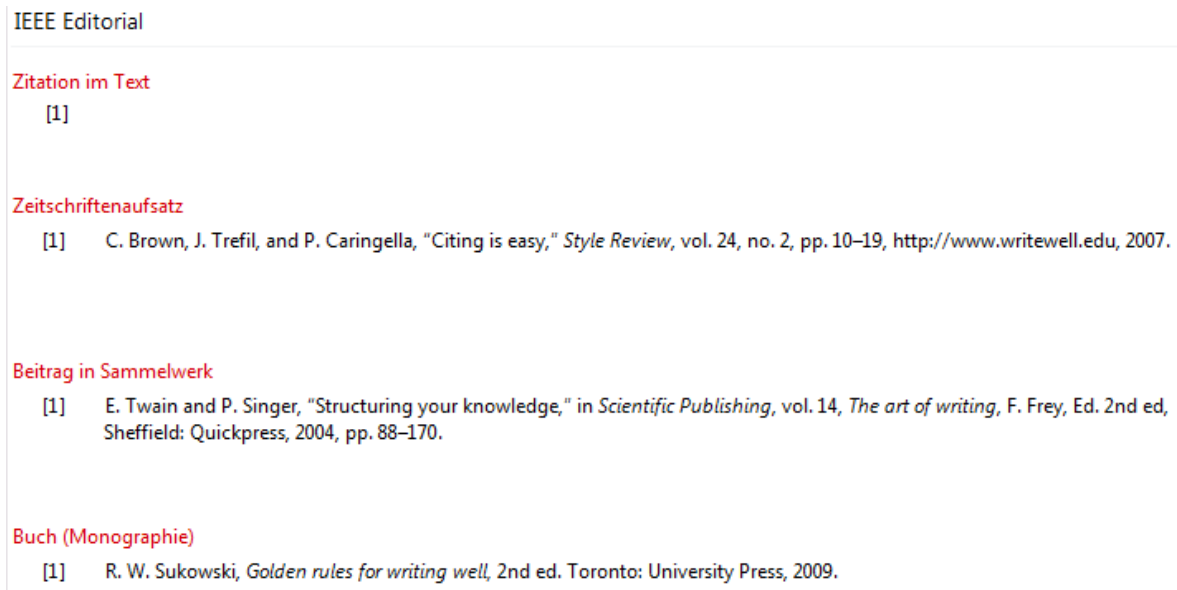 IEEE Editorial
Zitation im Text
[1]
Zeitschriftenaufsatz
[1] C. Brown, J. Trefil, and P. Caringella, “Citing is easy,” Style Review, vol. 24, no. 2, pp. 10–19, http://www.writewell.edu, 2007.
Beitrag in Sammelwerk
[1] E. Twain and P. Singer, “Structuring your knowledge,” in Scientific Publishing, vol. 14, The art of writing, F. Frey, Ed. 2nd ed,
Sheffield: Quickpress, 2004, pp. 88–170.
Buch (Monographie)
[1] R. W. Sukowski, Golden rules for writing well, 2nd ed. Toronto: University Press, 2009.